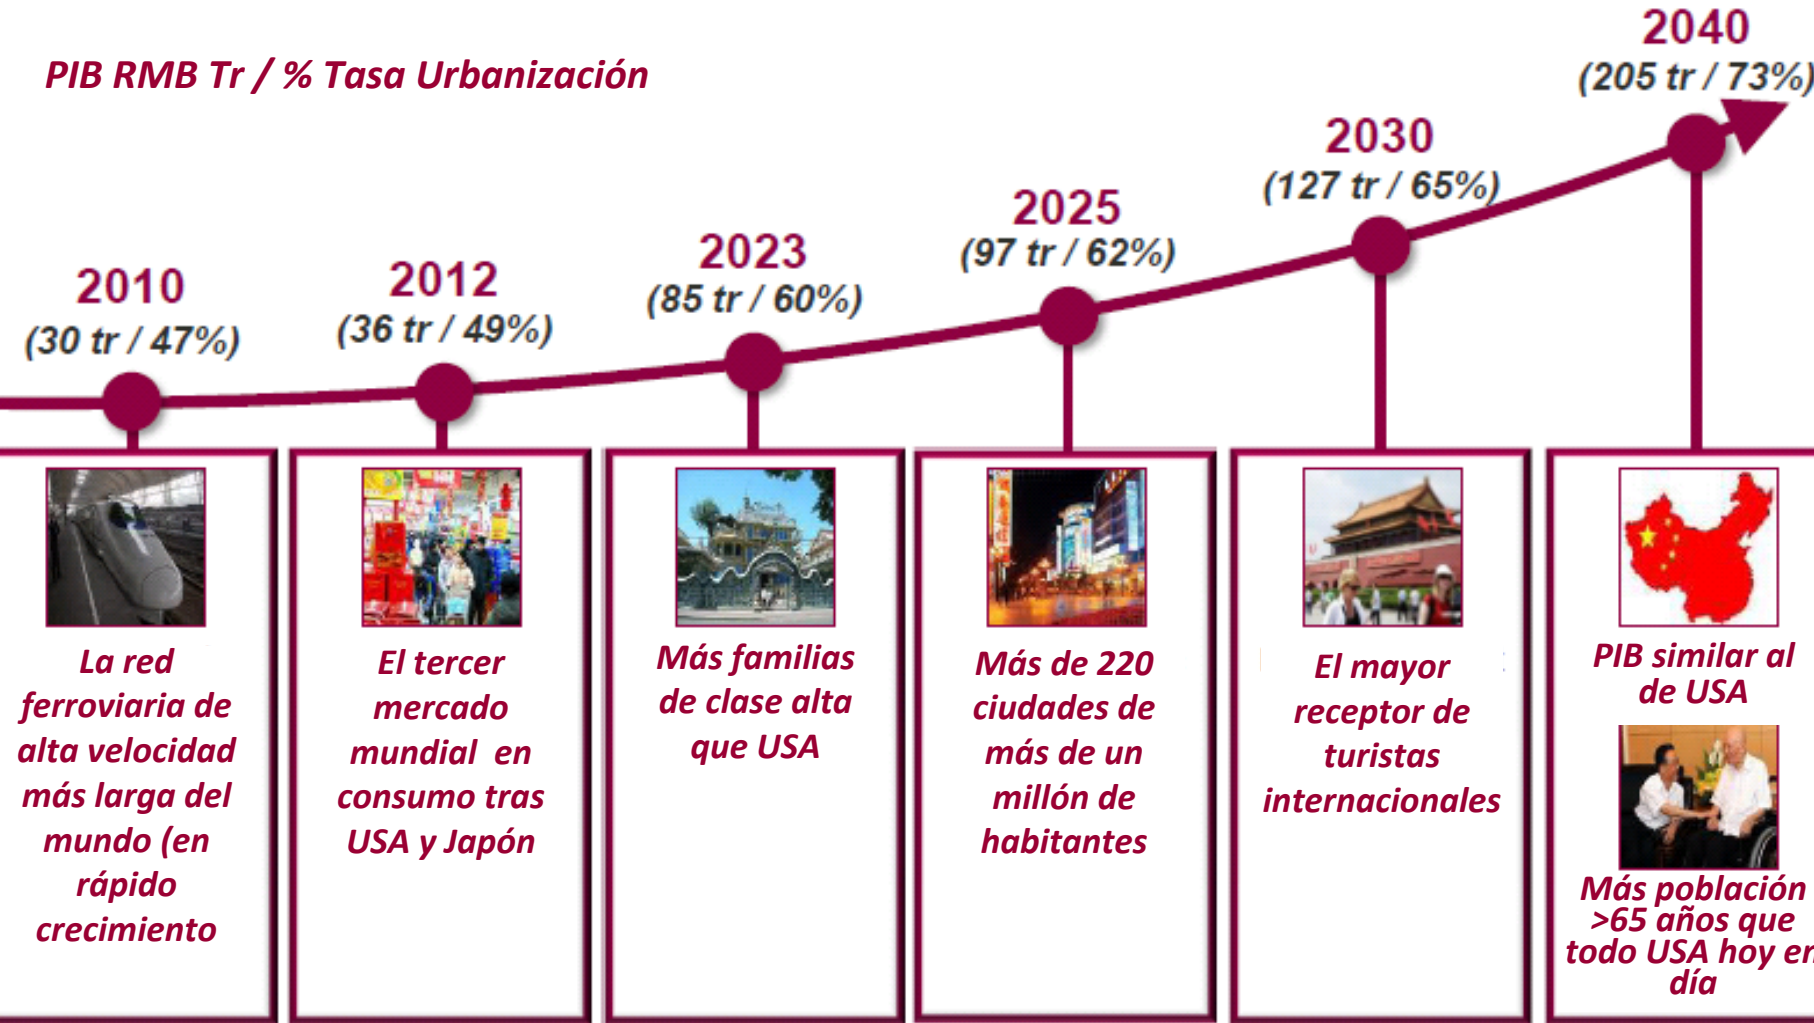 PIB RMB Tr / % Tasa Urbanización
2010
(30 tr / 47%)
2012
(36 tr / 49%)
2023
(85 tr / 60%)
2025
(97 tr / 62%)
2030
(127 tr / 65%)
2040
(205 tr / 73%)
La red
ferroviaria de
alta velocidad
más larga del
mundo (en
rápido
crecimiento
El tercer
mercado
mundial en
consumo tras
USA y Japón
Más familias
de clase alta
que USA
Más de 220
ciudades de
más de un
millón de
habitantes
El mayor
receptor de
turistas
internacionales
PIB similar al
de USA
Más población
>65 años que
todo USA hoy en
día